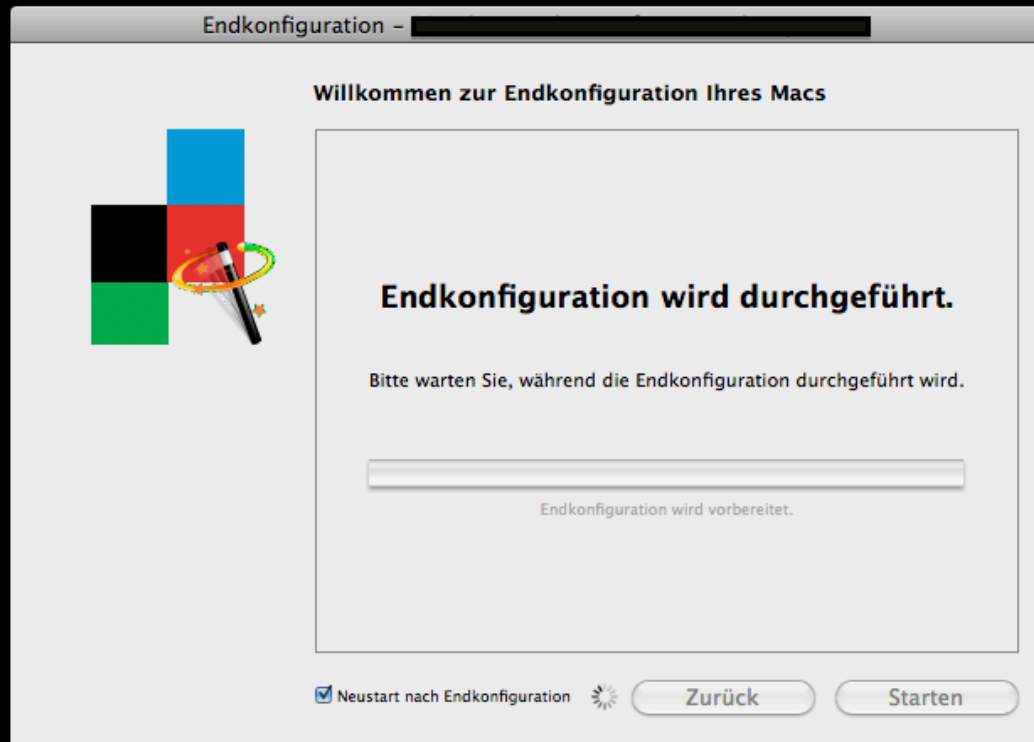 Endkonfiguration –
Willkommen zur Endkonfiguration Ihres Macs
Endkonfiguration wird durchgeführt.
Bitte warten Sie, während die Endkonfiguration durchgeführt wird.
Endkonfiguration wird vorbereitet.
Neustart nach Endkonfiguration Zurück Starten